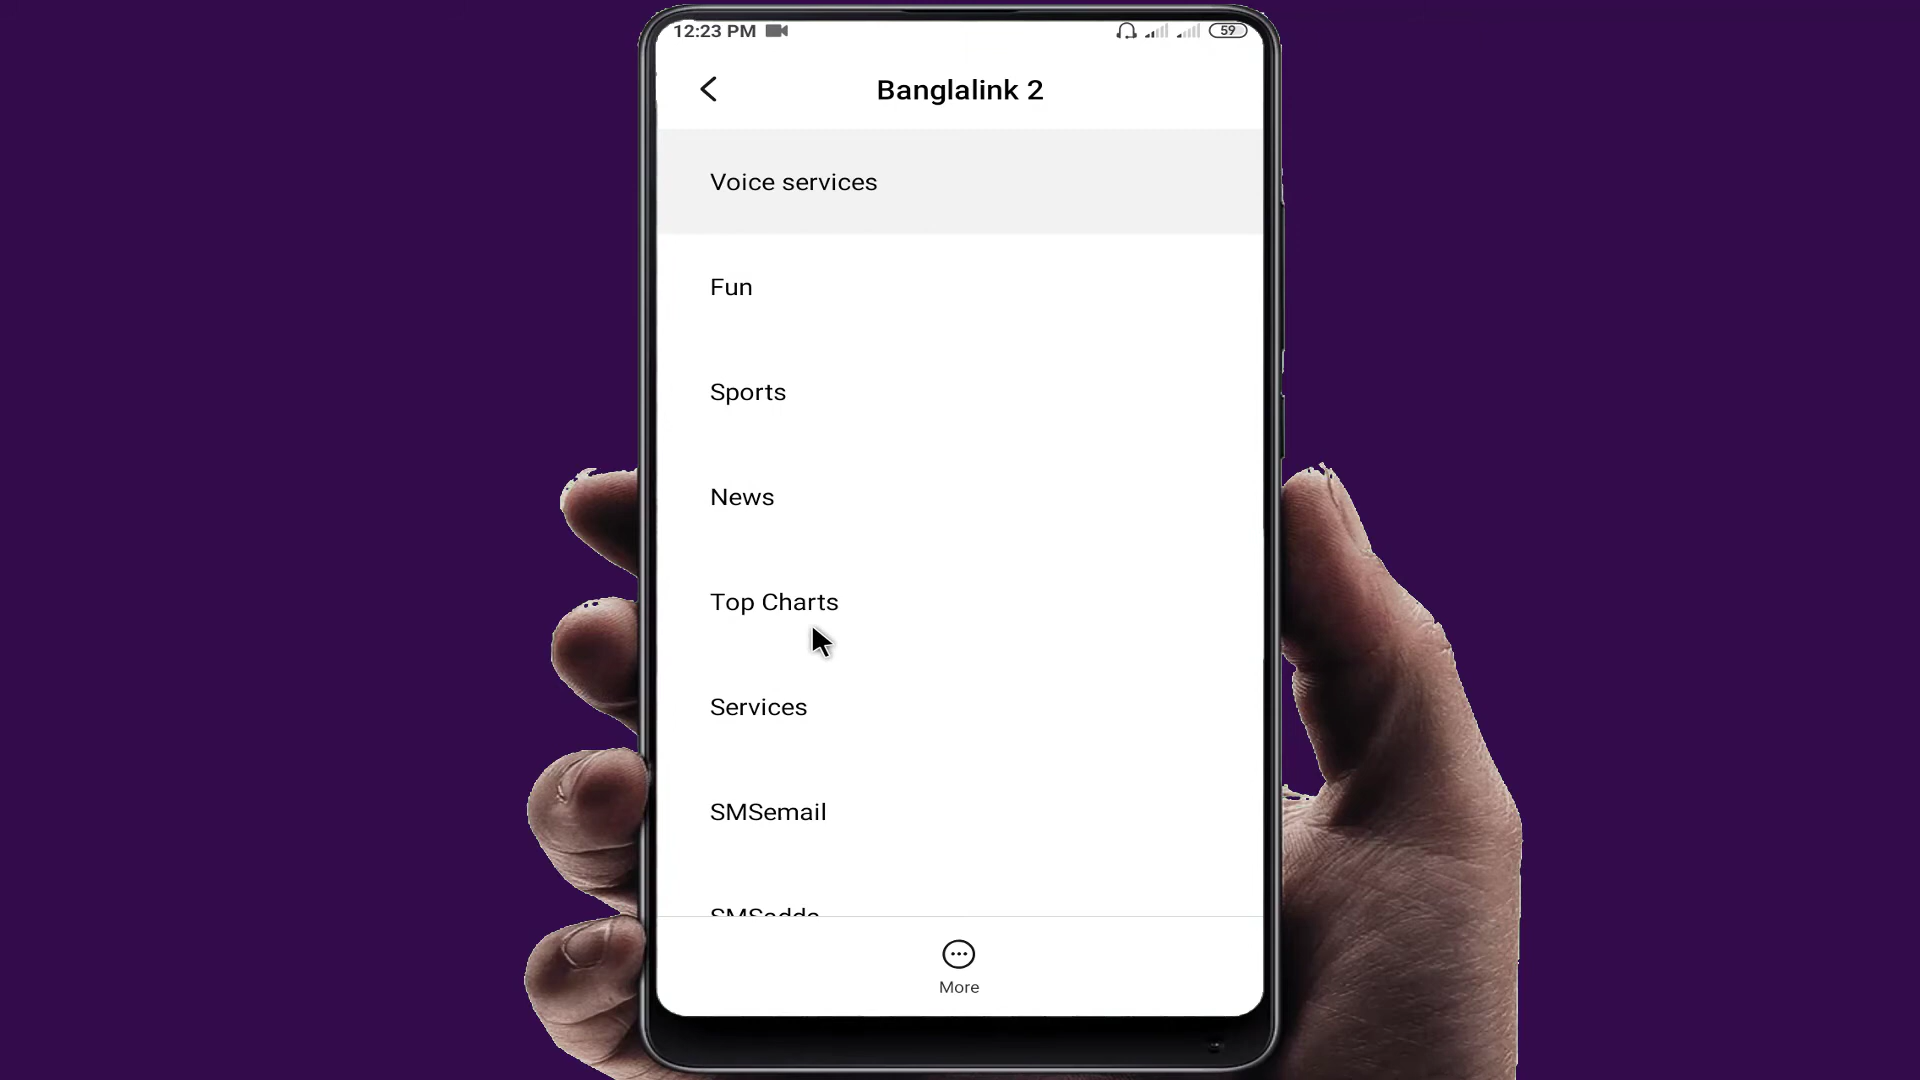 12:23 PM 59
Banglalink 2
Voice services
Fun
Sports
News
Top Charts
Services
SMSemail
More